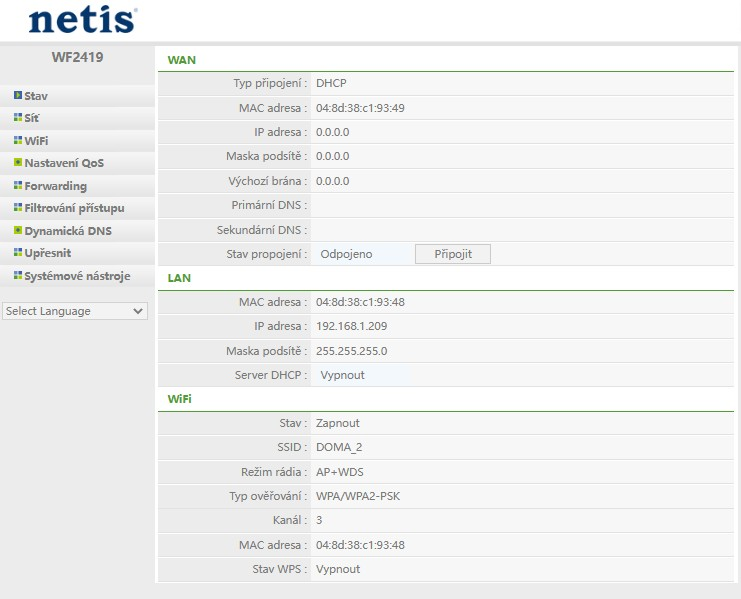 netis
WF2419
Stav
Síť
WiFi
Nastavení QoS
Forwarding
Filtrování přístupu
Dynamická DNS
Upřesnit
Systémové nástroje
Select Language
WAN
Typ připojení : DHCP
MAC adresa : 04:8d:38:c1:93:49
IP adresa : 0.0.0.0
Maska podsítě : 0.0.0.0
Výchozí brána : 0.0.0.0
Primární DNS :
Sekundární DNS :
Stav propojení : Odpojeno Připojit
LAN
MAC adresa : 04:8d:38:c1:93:48
IP adresa : 192.168.1.209
Maska podsítě : 255.255.255.0
Server DHCP : Vypnout
WiFi
Stav : Zapnout
SSID : DOMA_2
Režim rádia : AP+WDS
Typ ověřování : WPA/WPA2-PSK
Kanál : 3
MAC adresa : 04:8d:38:c1:93:48
Stav WPS : Vypnout